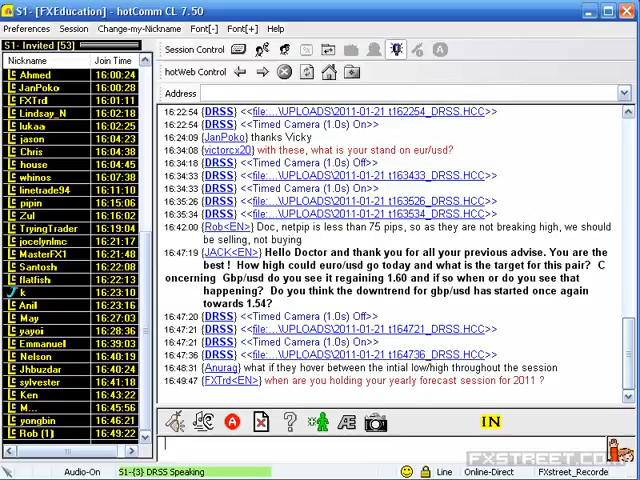 S1- [FXEducation] - hotComm CL 7.50
Preferences Session Change-my-Nickname Font[-] Font[+] Help
S1- Invited [53]
Nickname Join Time
Ahmed 16:00:24
JanPoko 16:00:28
FXTrd 16:01:11
Lindsay_N 16:02:18
lukaa 16:02:25
jason 16:04:23
Chris 16:04:38
house 16:04:45
whinos 16:07:38
linetrade94 16:11:10
pipin 16:15:26
Zul 16:16:02
TryingTrader 16:19:04
jocelynlmc 16:21:17
MasterFX1 16:21:48
Santosh 16:22:08
flatfish 16:22:13
k 16:23:10
Anil 16:23:16
May 16:27:03
yayoi 16:28:36
Emmanuel 16:39:03
Nelson 16:40:19
Jhbuzdar 16:40:24
sylvester 16:41:18
Ken 16:43:22
M... 16:45:56
yongbin 16:46:21
Rob (1) 16:49:22
Session Control
hotWeb Control
Address
16:22:54 {DRSS} <<file:...\UPLOADS\2011-01-21 t162254_DRSS.HCC>>
16:22:54 {DRSS} <<Timed Camera (1.0s) On>>
16:24:09 {JanPoko} thanks Vicky
16:34:08 {victorcx20} with these, what is your stand on eur/usd?
16:34:18 {DRSS} <<Timed Camera (1.0s) Off>>
16:34:33 {DRSS} <<file:...\UPLOADS\2011-01-21 t163433_DRSS.HCC>>
16:34:33 {DRSS} <<Timed Camera (1.0s) On>>
16:35:26 {DRSS} <<file:...\UPLOADS\2011-01-21 t163526_DRSS.HCC>>
16:35:34 {DRSS} <<file:...\UPLOADS\2011-01-21 t163534_DRSS.HCC>>
16:42:00 {Rob<EN} Doc, netpip is less than 75 pips, so as they are not breaking high, we should
be selling, not buying
16:47:19 {JACK<EN} Hello Doctor and thank you for all your previous advise. You are the
best ! How high could euro/usd go today and what is the target for this pair? C
oncerning Gbp/usd do you see it regaining 1.60 and if so when or do you see that
happening? Do you think the downtrend for gbp/usd has started once again
towards 1.54?
16:47:20 {DRSS} <<Timed Camera (1.0s) Off>>
16:47:21 {DRSS} <<file:...\UPLOADS\2011-01-21 t164721_DRSS.HCC>>
16:47:36 {DRSS} <<file:...\UPLOADS\2011-01-21 t164736_DRSS.HCC>>
16:48:31 {Anurag} what if they hover between the intial low/high throughout the session
16:49:47 {FXTrd<EN} when are you holding your yearly forecast session for 2011 ?
IN
FXSTREET.COM
Audio-On S1-{3} DRSS Speaking Line Online-Direct FXstreet_Recorde